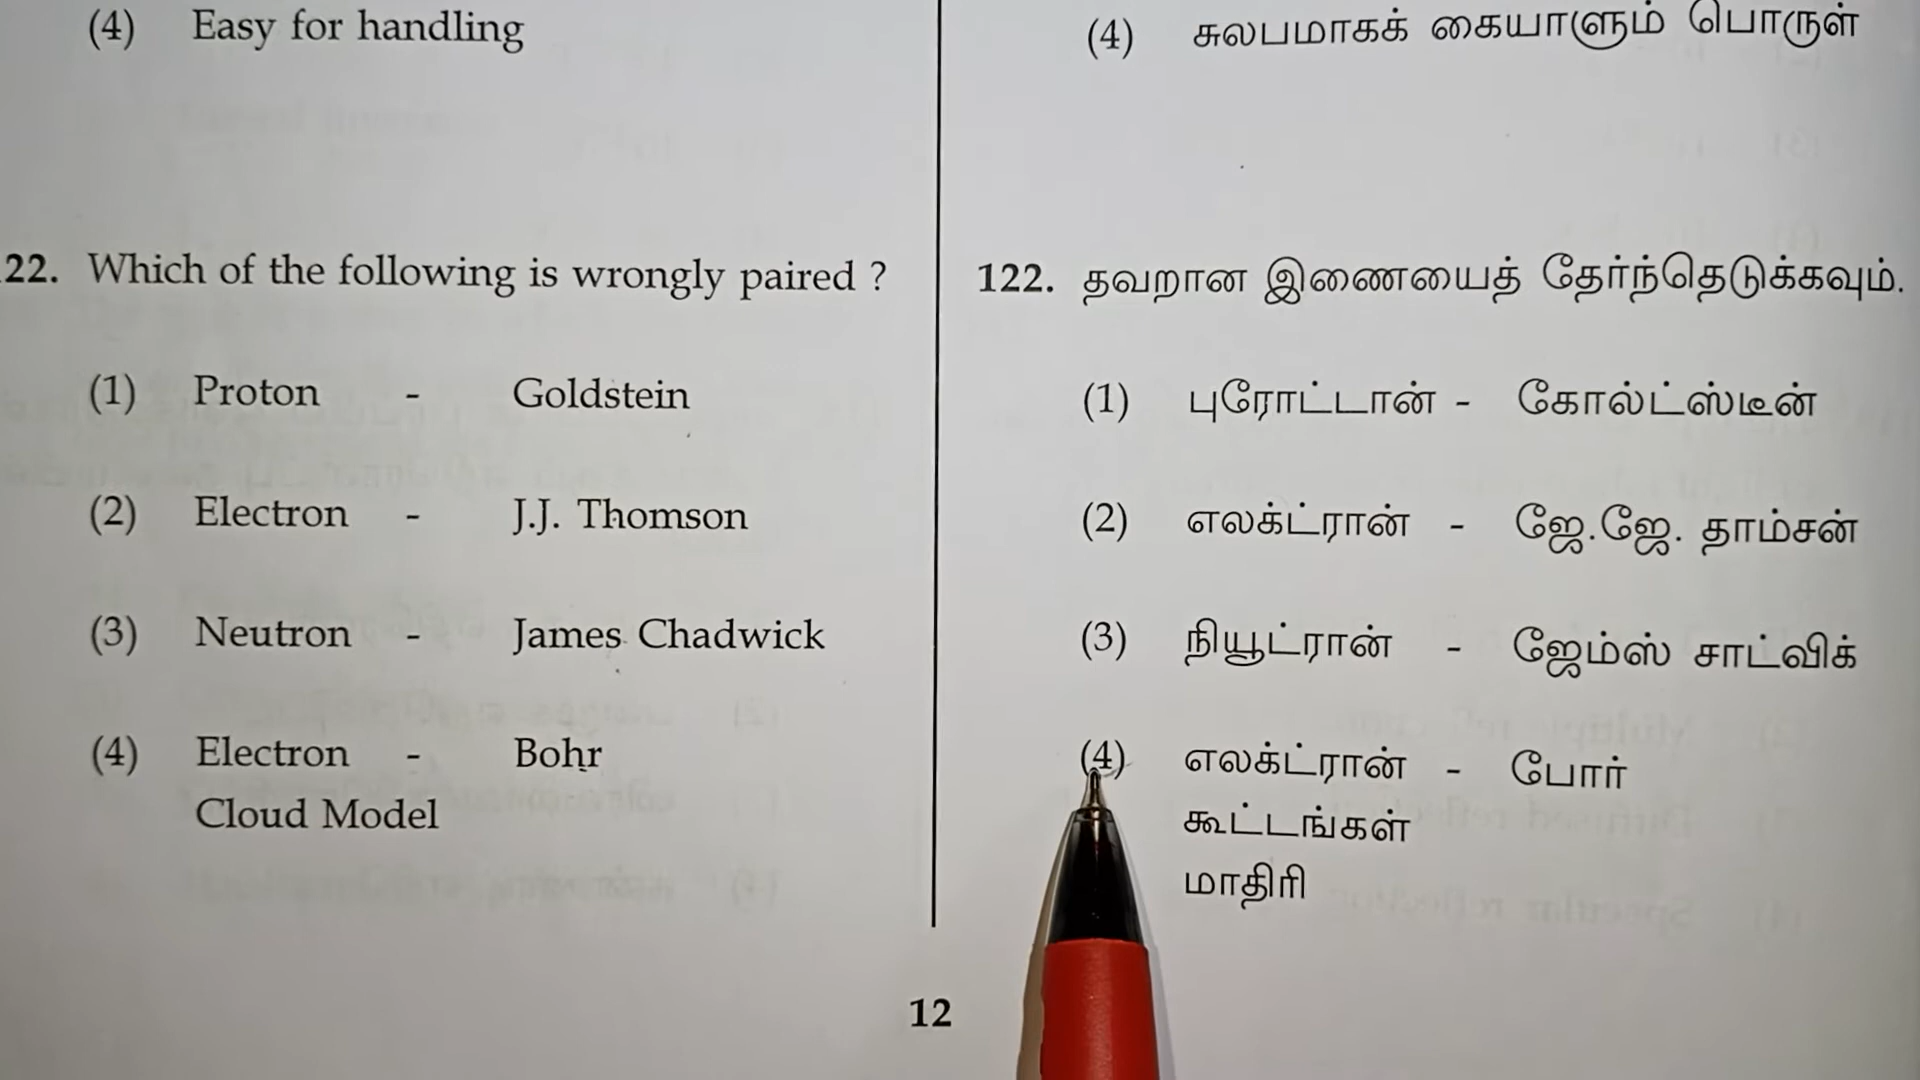 (4) Easy for handling
22. Which of the following is wrongly paired ?
(1) Proton - Goldstein
(2) Electron - J.J. Thomson
(3) Neutron - James Chadwick
(4) Electron - Bohr
Cloud Model
(4) சுலபமாகக் கையாளும் பொருள்
122. தவறான இணையைத் தேர்ந்தெடுக்கவும்.
(1) புரோட்டான் - கோல்ட்ஸ்டீன்
(2) எலக்ட்ரான் - ஜே.ஜே. தாம்சன்
(3) நியூட்ரான் - ஜேம்ஸ் சாட்விக்
(4) எலக்ட்ரான் - போர்
கூட்டங்கள்
மாதிரி
12